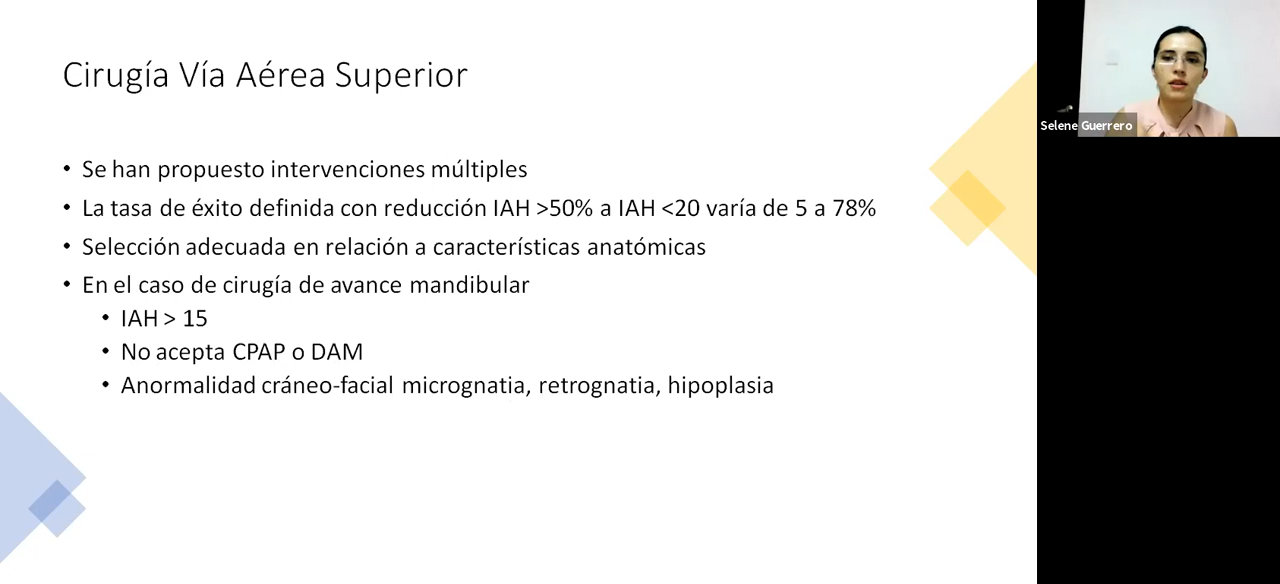 Cirugía Vía Aérea Superior
• Se han propuesto intervenciones múltiples
• La tasa de éxito definida con reducción IAH >50% a IAH <20 varía de 5 a 78%
• Selección adecuada en relación a características anatómicas
• En el caso de cirugía de avance mandibular
• IAH > 15
• No acepta CPAP o DAM
• Anormalidad cráneo-facial micrognatia, retrognatia, hipoplasia
Selene Guerrero